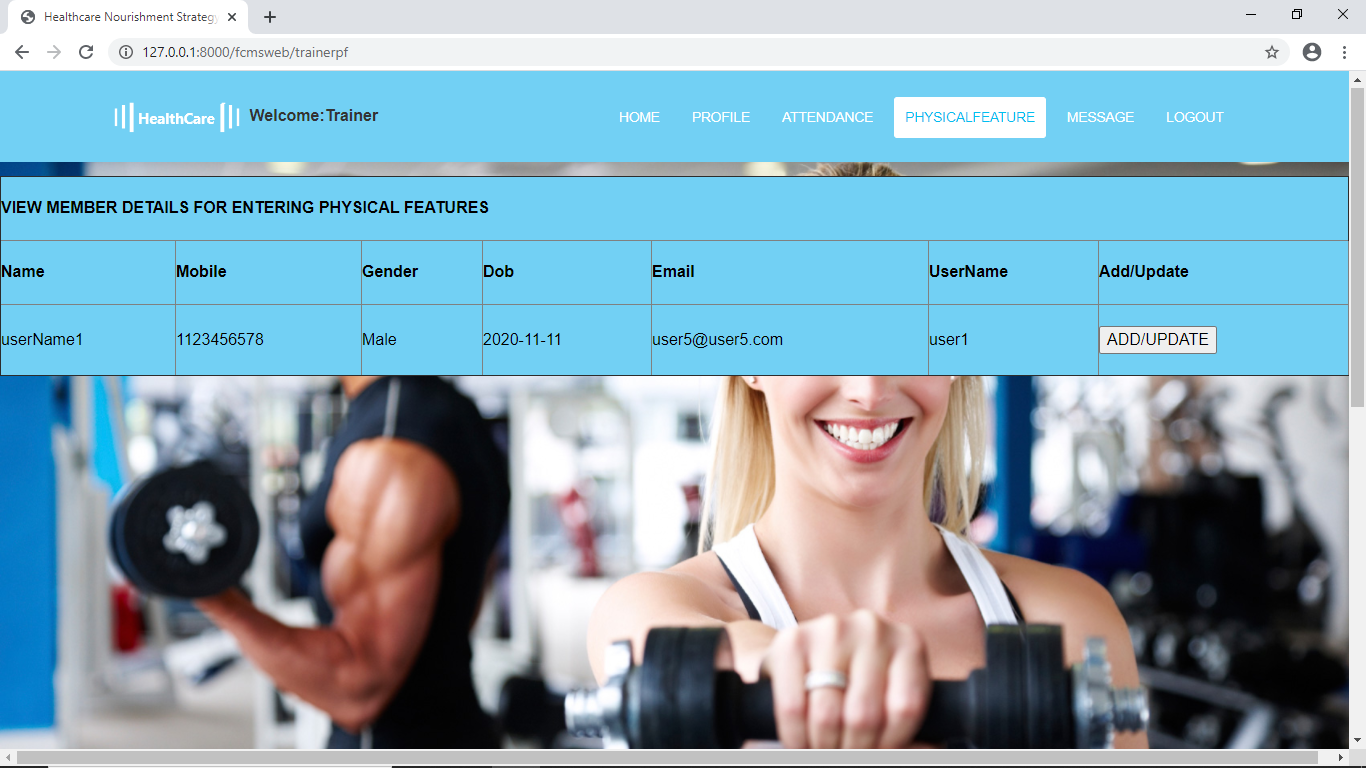 Healthcare Nourishment Strategy
127.0.0.1:8000/fcmsweb/trainerpf
HealthCare Welcome:Trainer HOME PROFILE ATTENDANCE PHYSICALFEATURE MESSAGE LOGOUT
VIEW MEMBER DETAILS FOR ENTERING PHYSICAL FEATURES
Name Mobile Gender Dob Email UserName Add/Update
userName1 1123456578 Male 2020-11-11 user5@user5.com user1 ADD/UPDATE